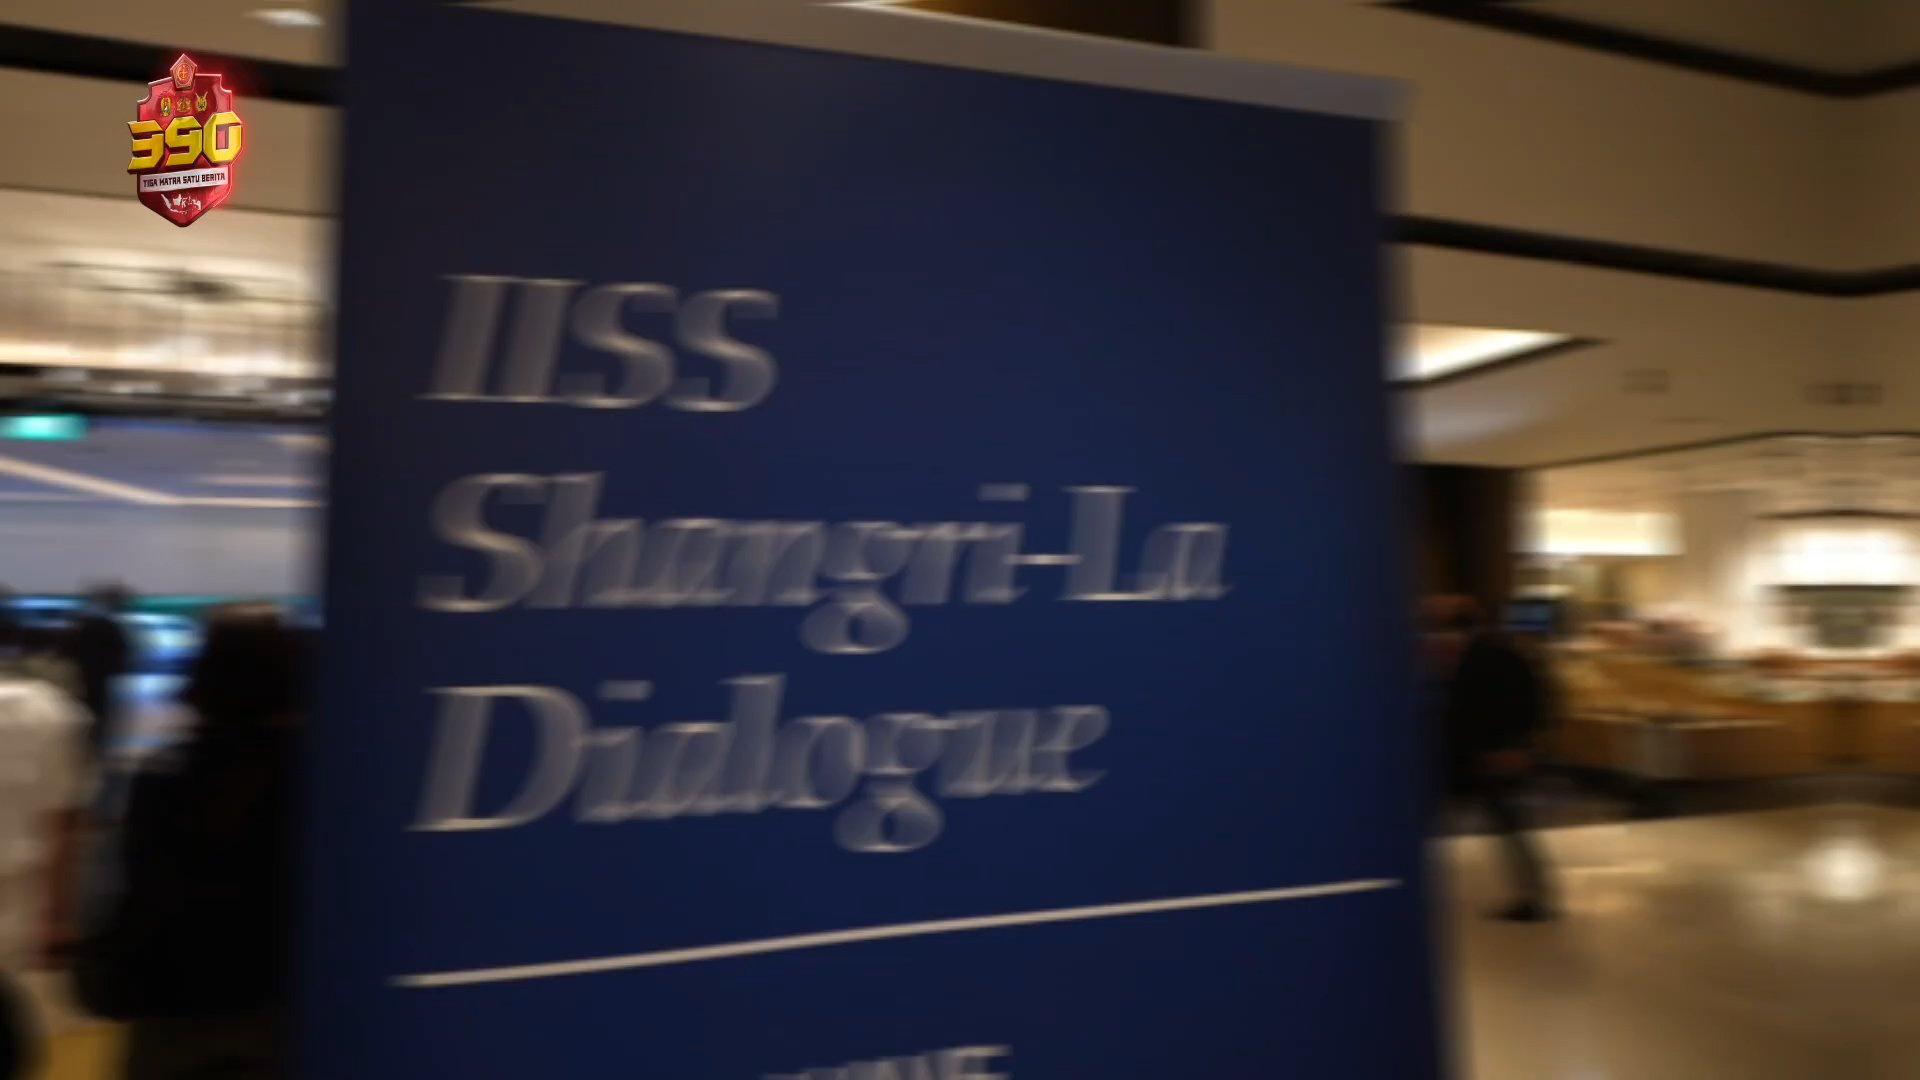 390
TIGA MATRA SATU BERITA
IISS
Shangri-La
Dialogue